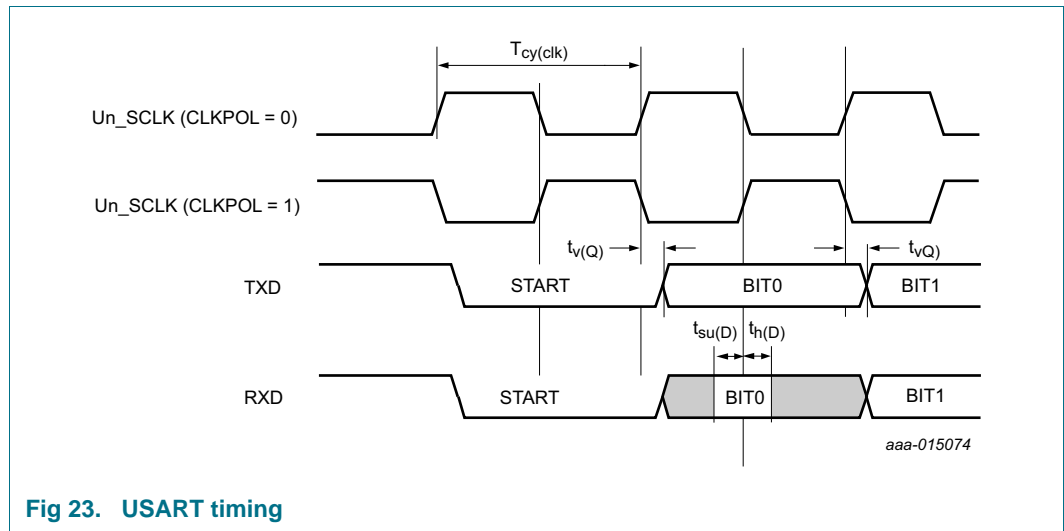 Tcy(clk)
Un_SCLK (CLKPOL = 0)
Un_SCLK (CLKPOL = 1)
tv(Q)
tvQ)
TXD
START
BIT0
BIT1
tsu(D)
th(D)
RXD
START
BIT0
BIT1
aaa-015074
Fig 23. USART timing